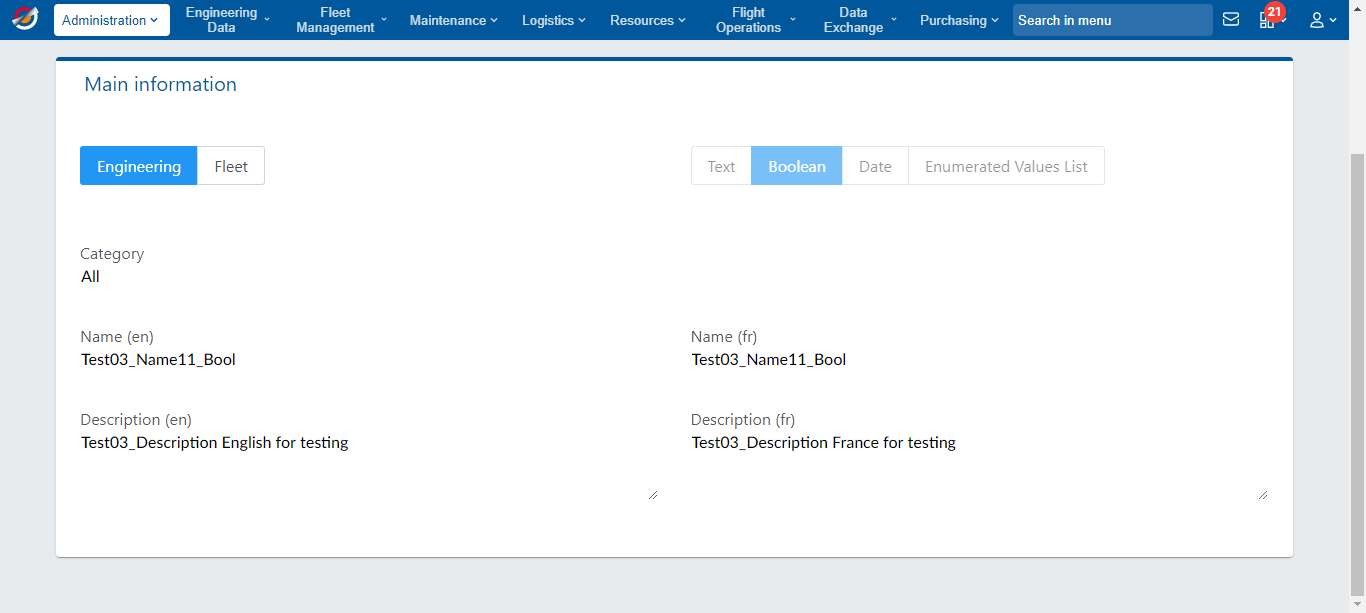 Administration
Engineering
Data
Fleet
Management
Maintenance
Logistics
Resources
Flight
Operations
Data
Exchange
Purchasing
Search in menu
21
Main information
Engineering Fleet
Text Boolean Date Enumerated Values List
Category
All
Name (en)
Test03_Name11_Bool
Name (fr)
Test03_Name11_Bool
Description (en)
Test03_Description English for testing
Description (fr)
Test03_Description France for testing